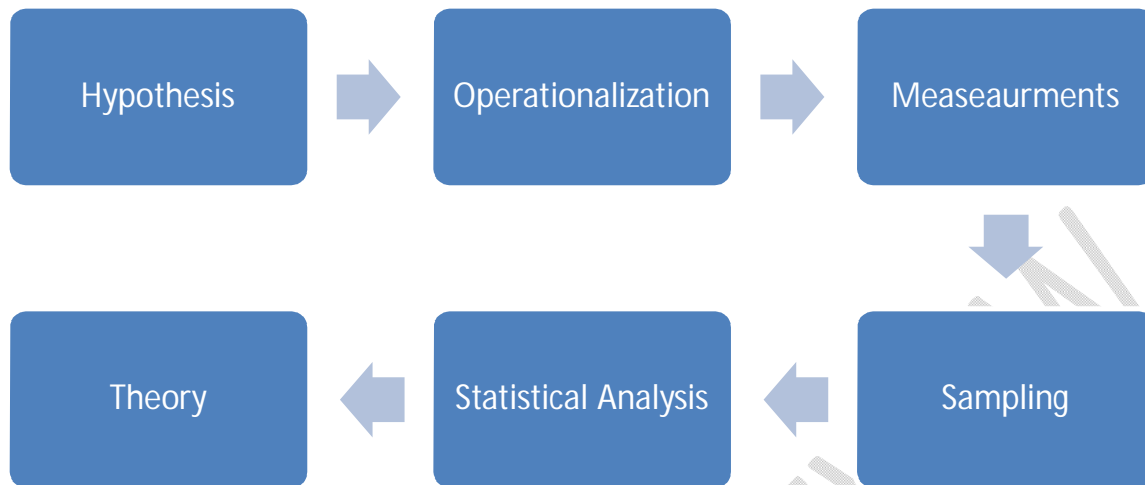 Hypothesis
Operationalization
Measeaurments
Sampling
Statistical Analysis
Theory